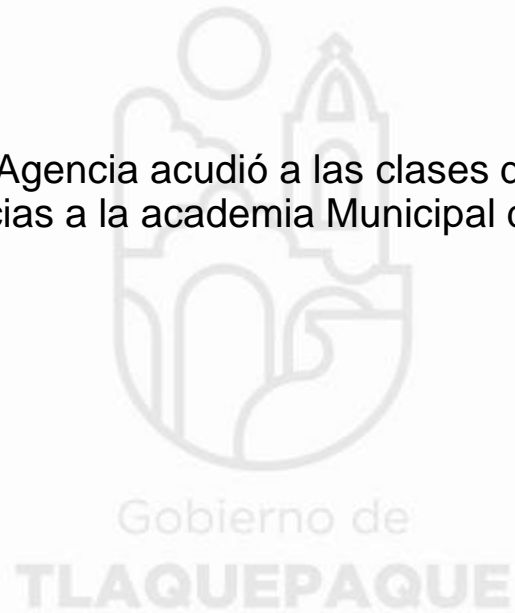 Agencia acudió a las clases
cias a la academia Municipal
Gobierno de
TLAQUEPAQUE